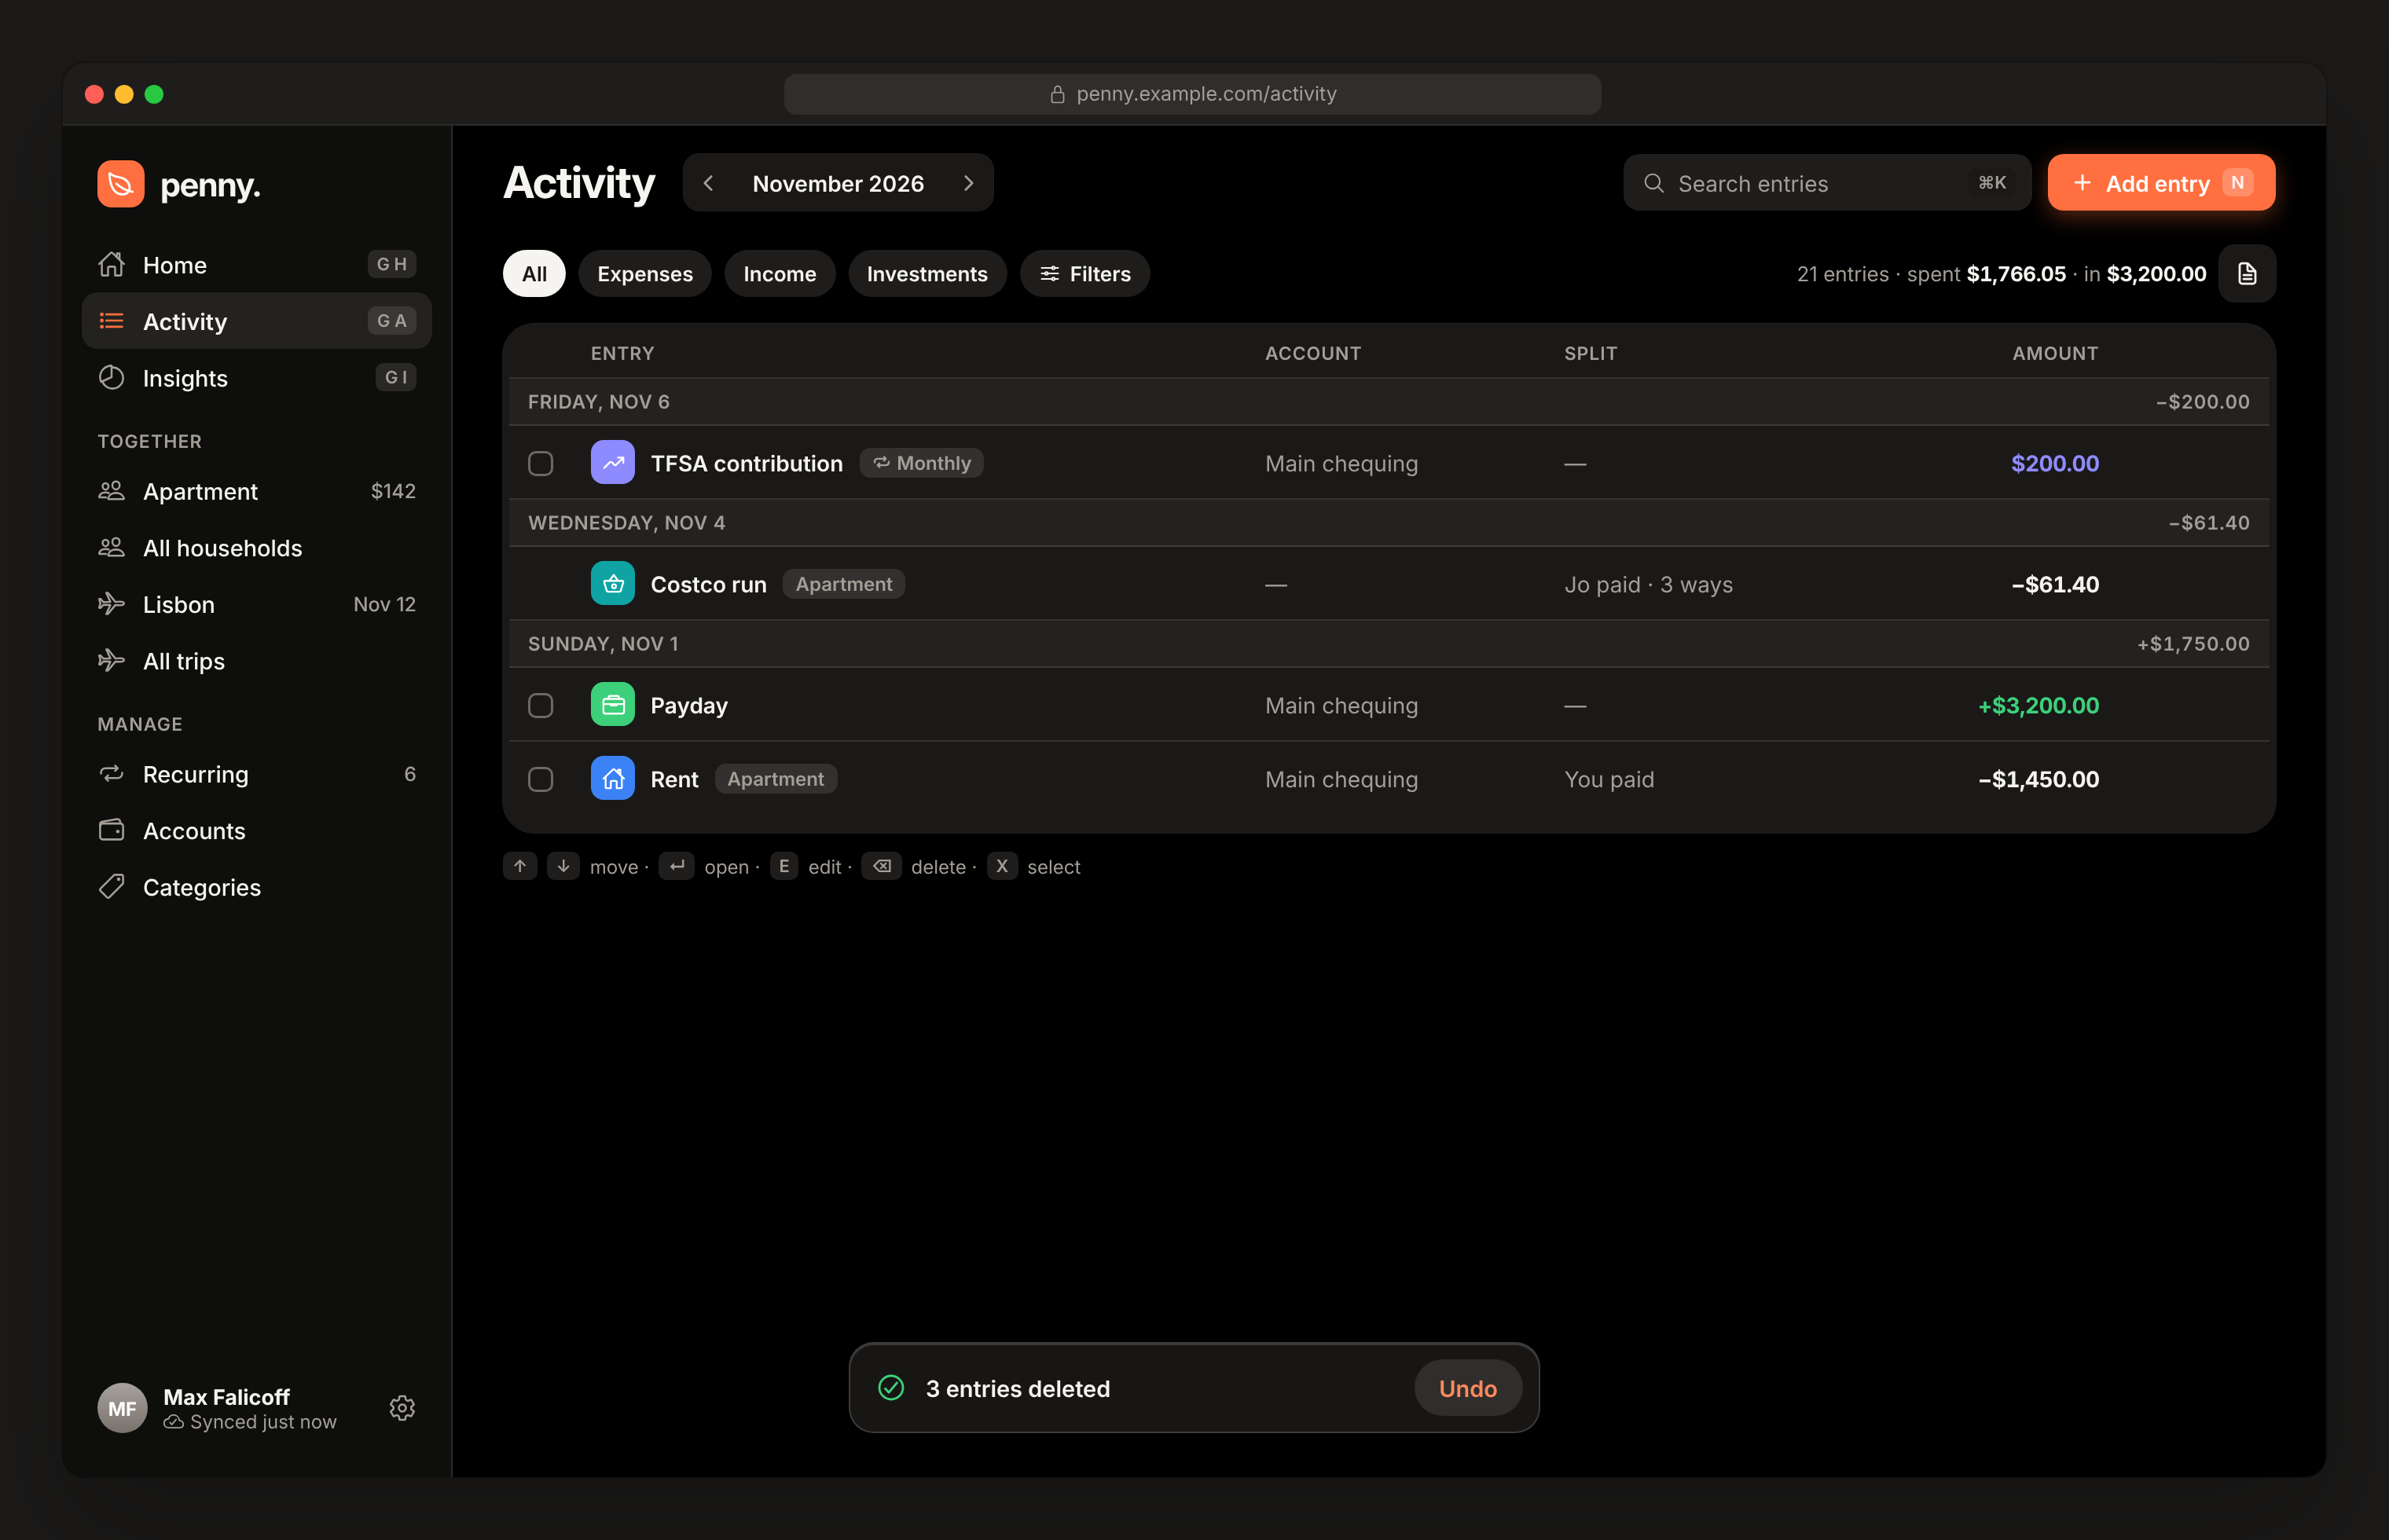 penny.example.com/activity
penny.
Home G H
Activity G A
Insights G I
TOGETHER
Apartment $142
All households
Lisbon Nov 12
All trips
MANAGE
Recurring 6
Accounts
Categories
MF
Max Falicoff
Synced just now
Activity
November 2026
Search entries ⌘K
+ Add entry N
All Expenses Income Investments Filters
21 entries · spent $1,766.05 · in $3,200.00
ENTRY ACCOUNT SPLIT AMOUNT
FRIDAY, NOV 6 −$200.00
TFSA contribution Monthly Main chequing — $200.00
WEDNESDAY, NOV 4 −$61.40
Costco run Apartment — Jo paid · 3 ways −$61.40
SUNDAY, NOV 1 +$1,750.00
Payday Main chequing — +$3,200.00
Rent Apartment Main chequing You paid −$1,450.00
↑ ↓ move · ↵ open · E edit · ⌫ delete · X select
3 entries deleted Undo